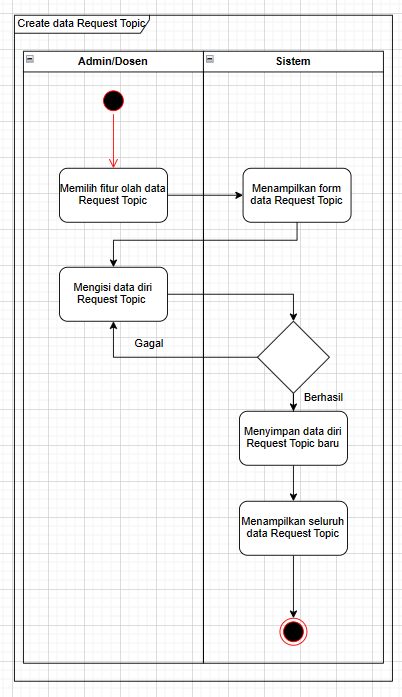 Create data Request Topic
Admin/Dosen
Sistem
Memilih fitur olah data
Request Topic
Menampilkan form
data Request Topic
Mengisi data diri
Request Topic
Gagal
Berhasil
Menyimpan data diri
Request Topic baru
Menampilkan seluruh
data Request Topic